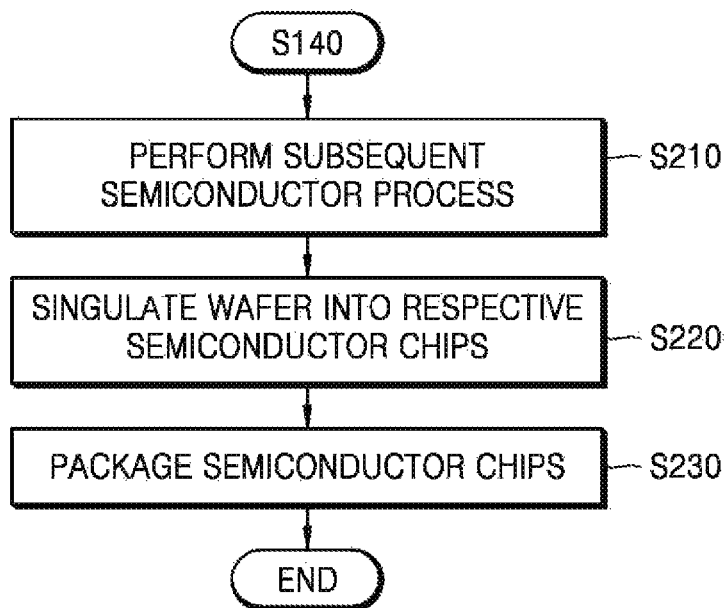 S140
PERFORM SUBSEQUENT
SEMICONDUCTOR PROCESS
S210
SINGULATE WAFER INTO RESPECTIVE
SEMICONDUCTOR CHIPS
S220
PACKAGE SEMICONDUCTOR CHIPS
S230
END